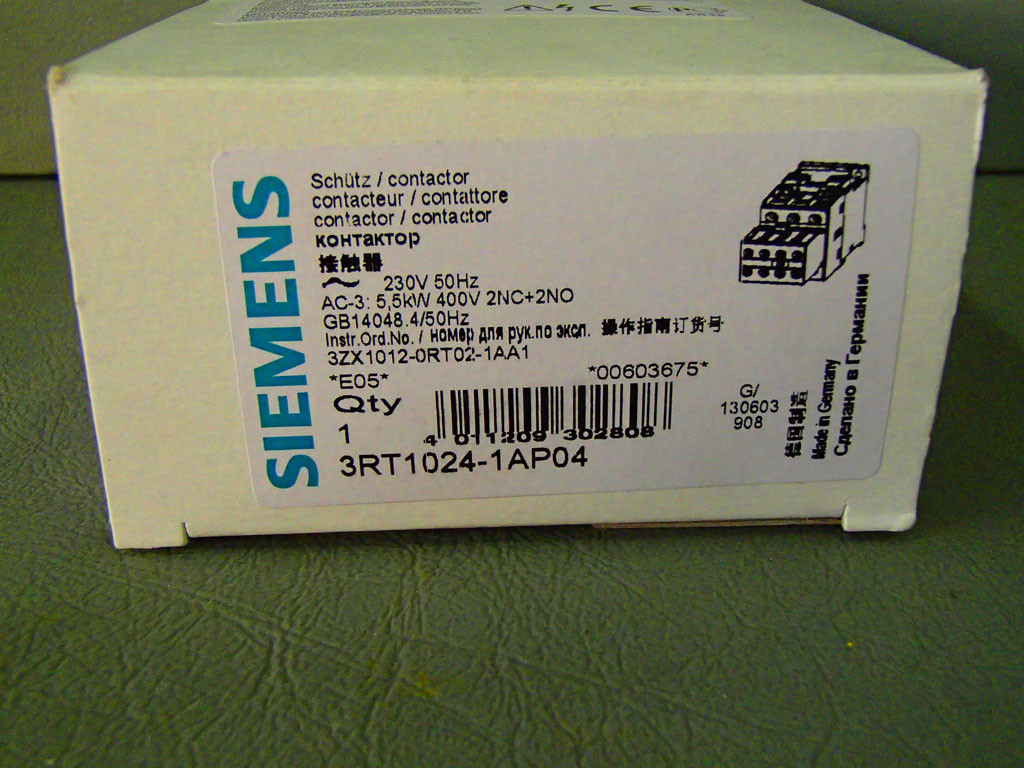 SIEMENS
Schütz / contactor
contacteur / contattore
contactor / contactor
контактор
接触器
~ 230V 50Hz
AC-3: 5,5kW 400V 2NC+2NO
GB14048.4/50Hz
Instr.Ord.No. / номер для рук.по эксп. 操作指南订货号
3ZX1012-0RT02-1AA1
*E05* *00603675*
Qty
1
4 011209 302808
3RT1024-1AP04
G/
130603
908
德国制造
Made in Germany
Сделано в Германии
CE